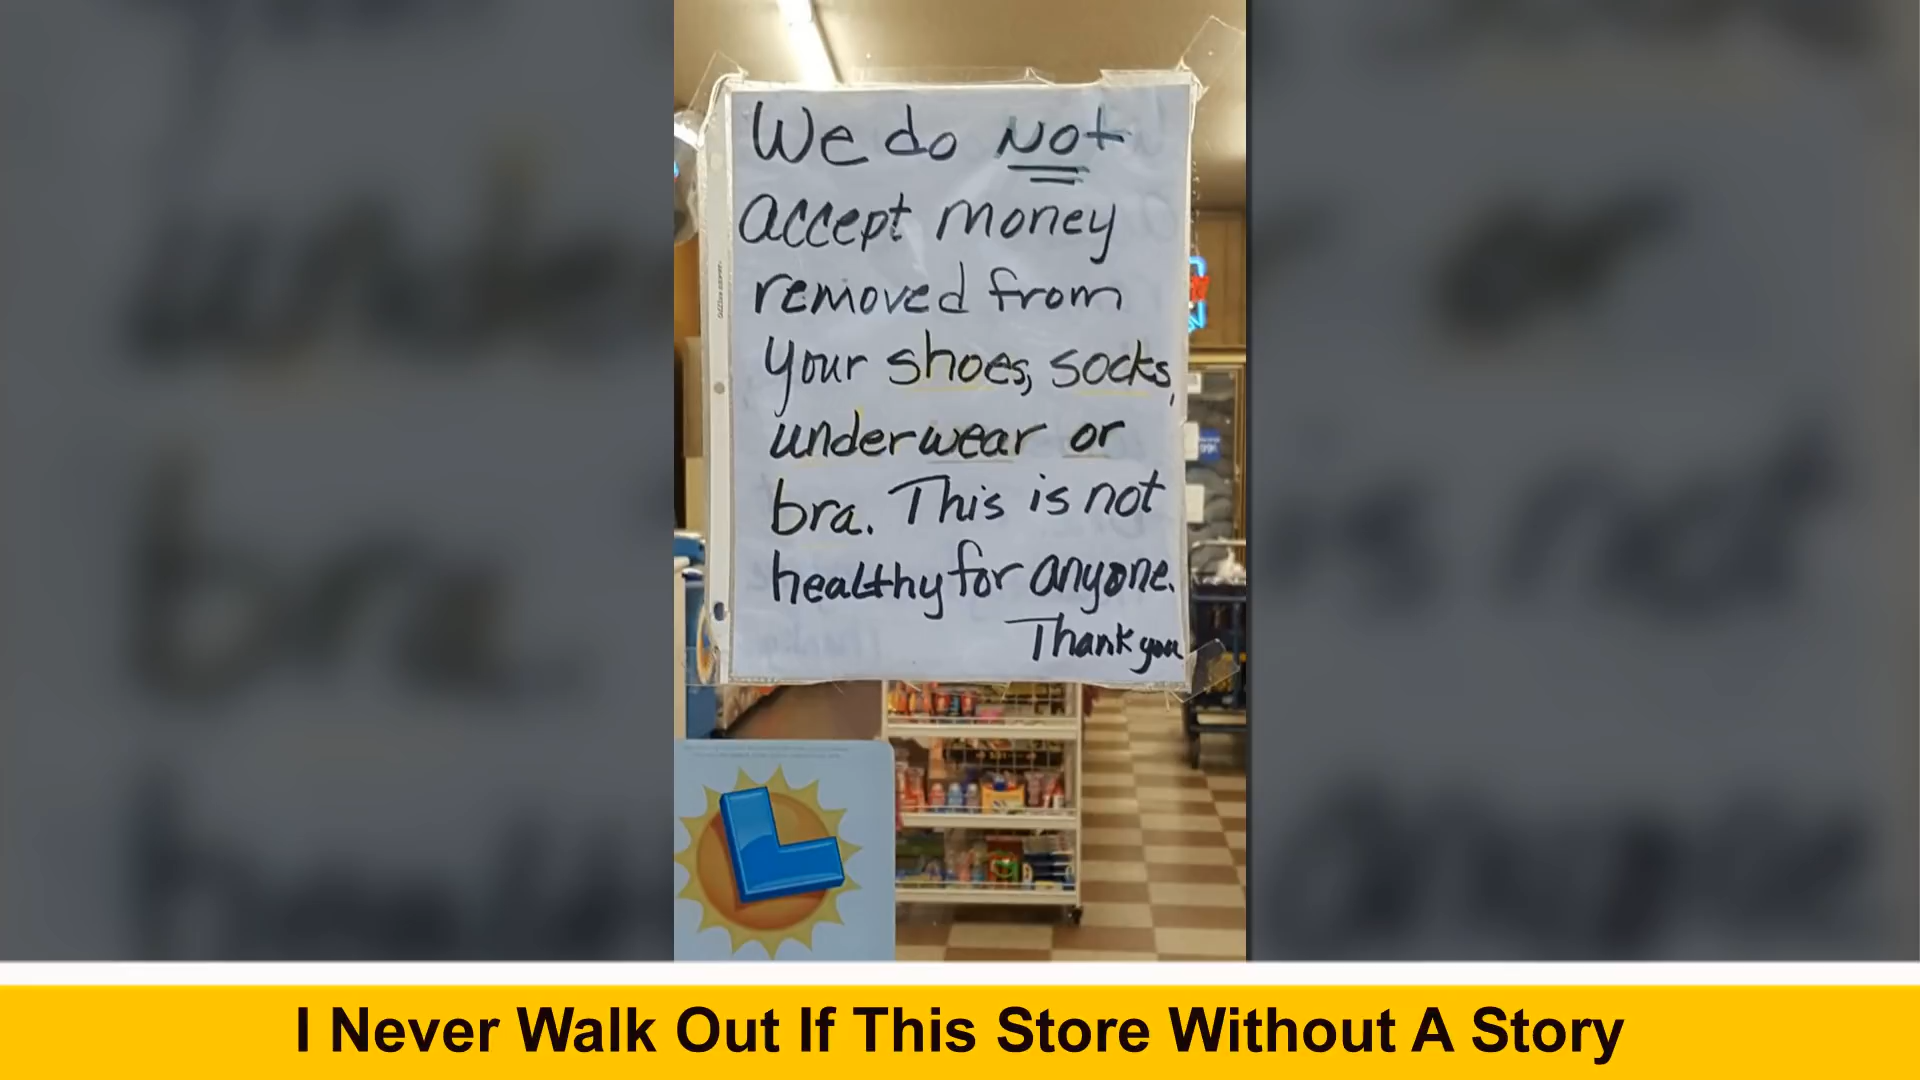 We do Not
accept money
removed from
your shoes, socks,
underwear or
bra. This is not
healthy for anyone.
Thank you
I Never Walk Out If This Store Without A Story